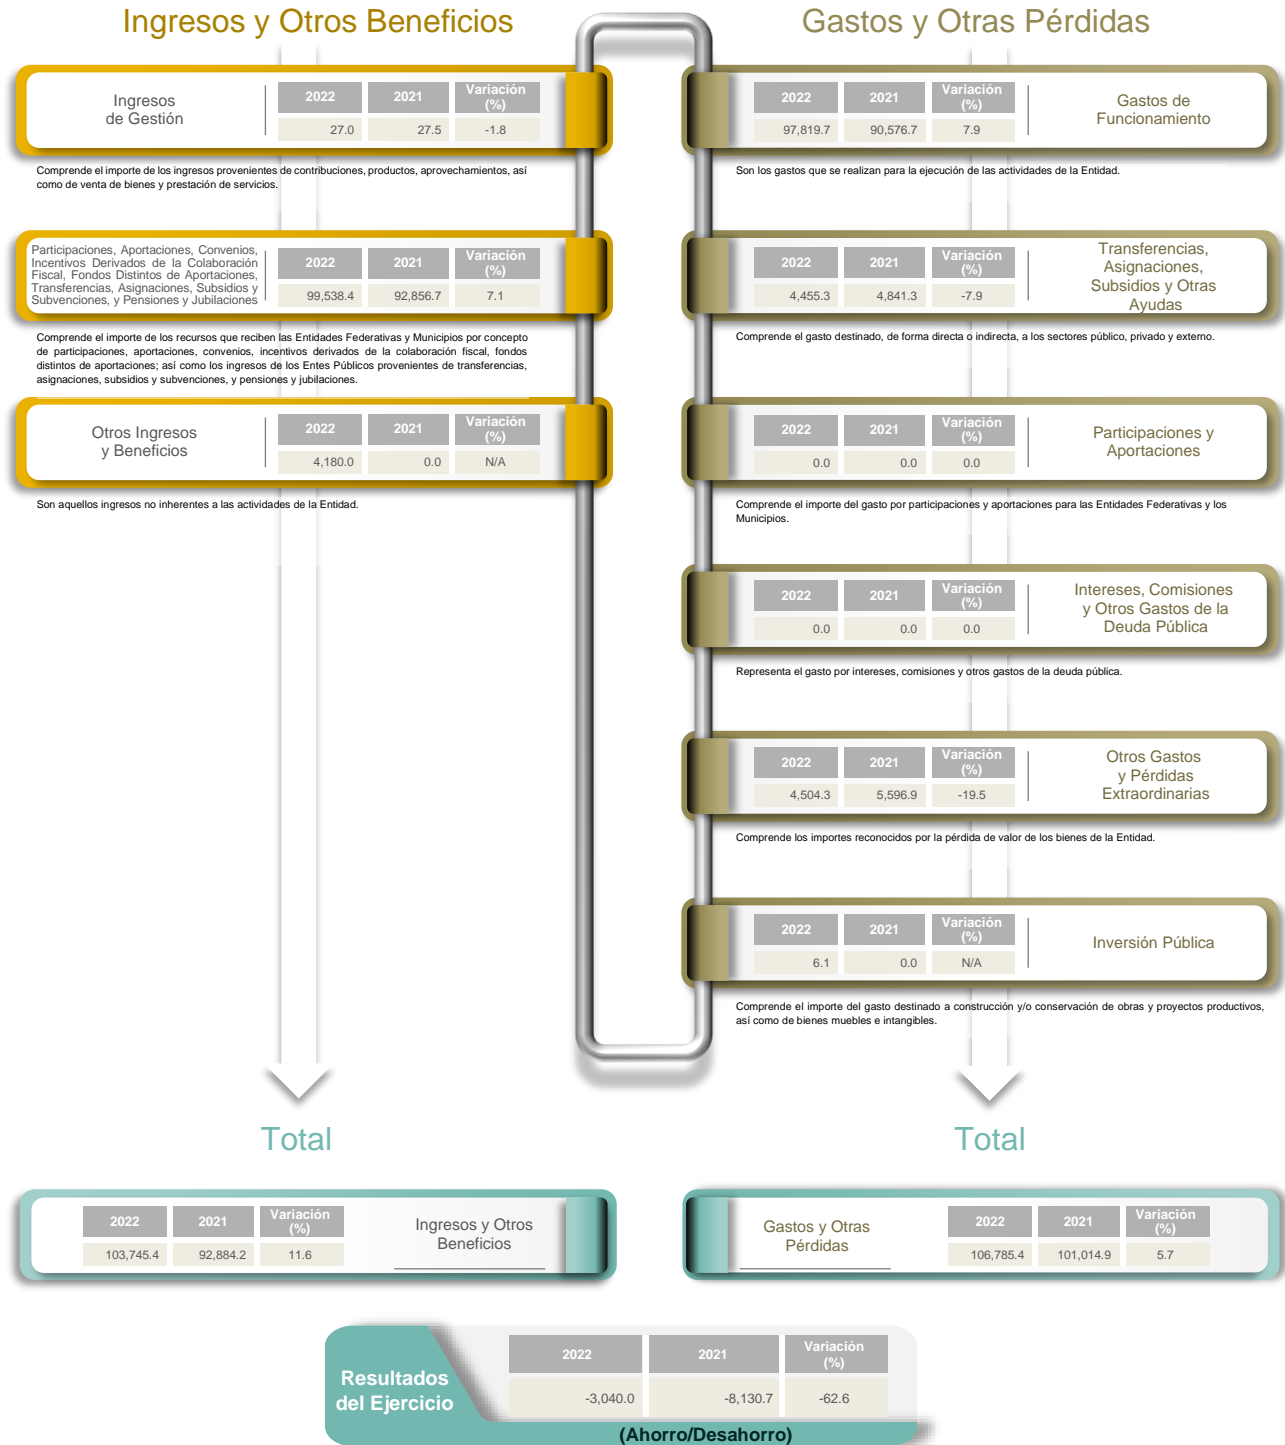 Ingresos y Otros Beneficios
Ingresos
de Gestión
2022 2021 Variación
(%)
27.0 27.5 -1.8
Comprende el importe de los ingresos provenientes de contribuciones, productos, aprovechamientos, así
como de venta de bienes y prestación de servicios.
Participaciones, Aportaciones, Convenios,
Incentivos Derivados de la Colaboración
Fiscal, Fondos Distintos de Aportaciones,
Transferencias, Asignaciones, Subsidios y
Subvenciones, y Pensiones y Jubilaciones
2022 2021 Variación
(%)
99,538.4 92,856.7 7.1
Comprende el importe de los recursos que reciben las Entidades Federativas y Municipios por concepto
de participaciones, aportaciones, convenios, incentivos derivados de la colaboración fiscal, fondos
distintos de aportaciones; así como los ingresos de los Entes Públicos provenientes de transferencias,
asignaciones, subsidios y subvenciones, y pensiones y jubilaciones.
Otros Ingresos
y Beneficios
2022 2021 Variación
(%)
4,180.0 0.0 N/A
Son aquellos ingresos no inherentes a las actividades de la Entidad.
Gastos y Otras Pérdidas
2022 2021 Variación
(%)
97,819.7 90,576.7 7.9
Gastos de
Funcionamiento
Son los gastos que se realizan para la ejecución de las actividades de la Entidad.
2022 2021 Variación
(%)
4,455.3 4,841.3 -7.9
Transferencias,
Asignaciones,
Subsidios y Otras
Ayudas
Comprende el gasto destinado, de forma directa o indirecta, a los sectores público, privado y externo.
2022 2021 Variación
(%)
0.0 0.0 0.0
Participaciones y
Aportaciones
Comprende el importe del gasto por participaciones y aportaciones para las Entidades Federativas y los
Municipios.
2022 2021 Variación
(%)
0.0 0.0 0.0
Intereses, Comisiones
y Otros Gastos de la
Deuda Pública
Representa el gasto por intereses, comisiones y otros gastos de la deuda pública.
2022 2021 Variación
(%)
4,504.3 5,596.9 -19.5
Otros Gastos
y Pérdidas
Extraordinarias
Comprende los importes reconocidos por la pérdida de valor de los bienes de la Entidad.
2022 2021 Variación
(%)
6.1 0.0 N/A
Inversión Pública
Comprende el importe del gasto destinado a construcción y/o conservación de obras y proyectos productivos,
así como de bienes muebles e intangibles.
Total
2022 2021 Variación
(%)
103,745.4 92,884.2 11.6
Ingresos y Otros
Beneficios
Total
Gastos y Otras
Pérdidas
2022 2021 Variación
(%)
106,785.4 101,014.9 5.7
Resultados
del Ejercicio
2022 2021 Variación
(%)
-3,040.0 -8,130.7 -62.6
(Ahorro/Desahorro)